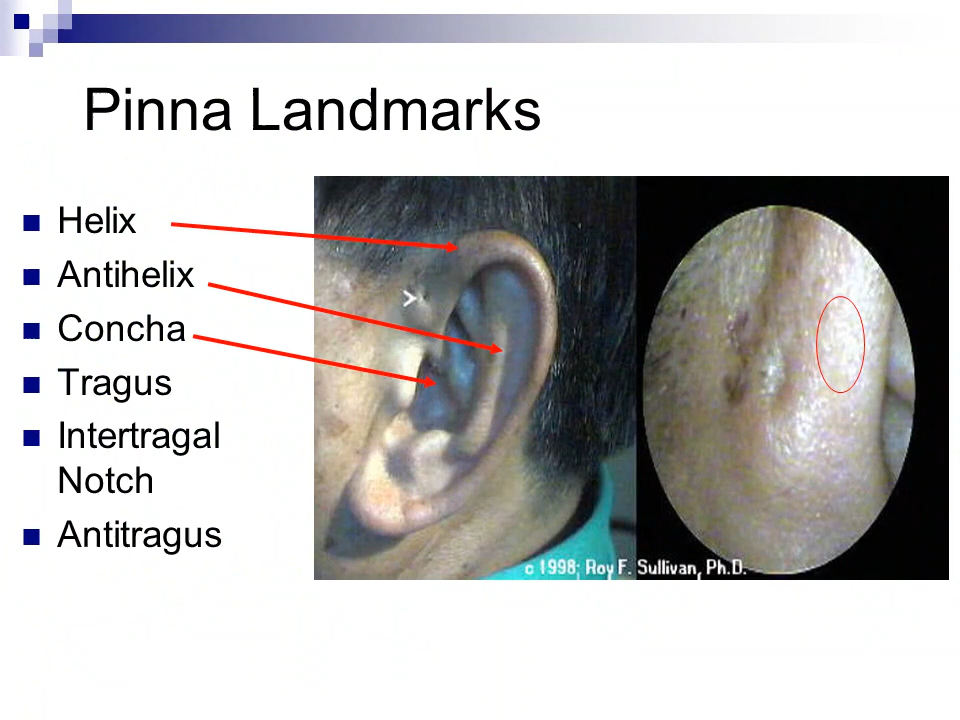 Pinna Landmarks
Helix
Antihelix
Concha
Tragus
Intertragal
Notch
Antitragus
c 1998; Roy F. Sullivan, Ph.D.